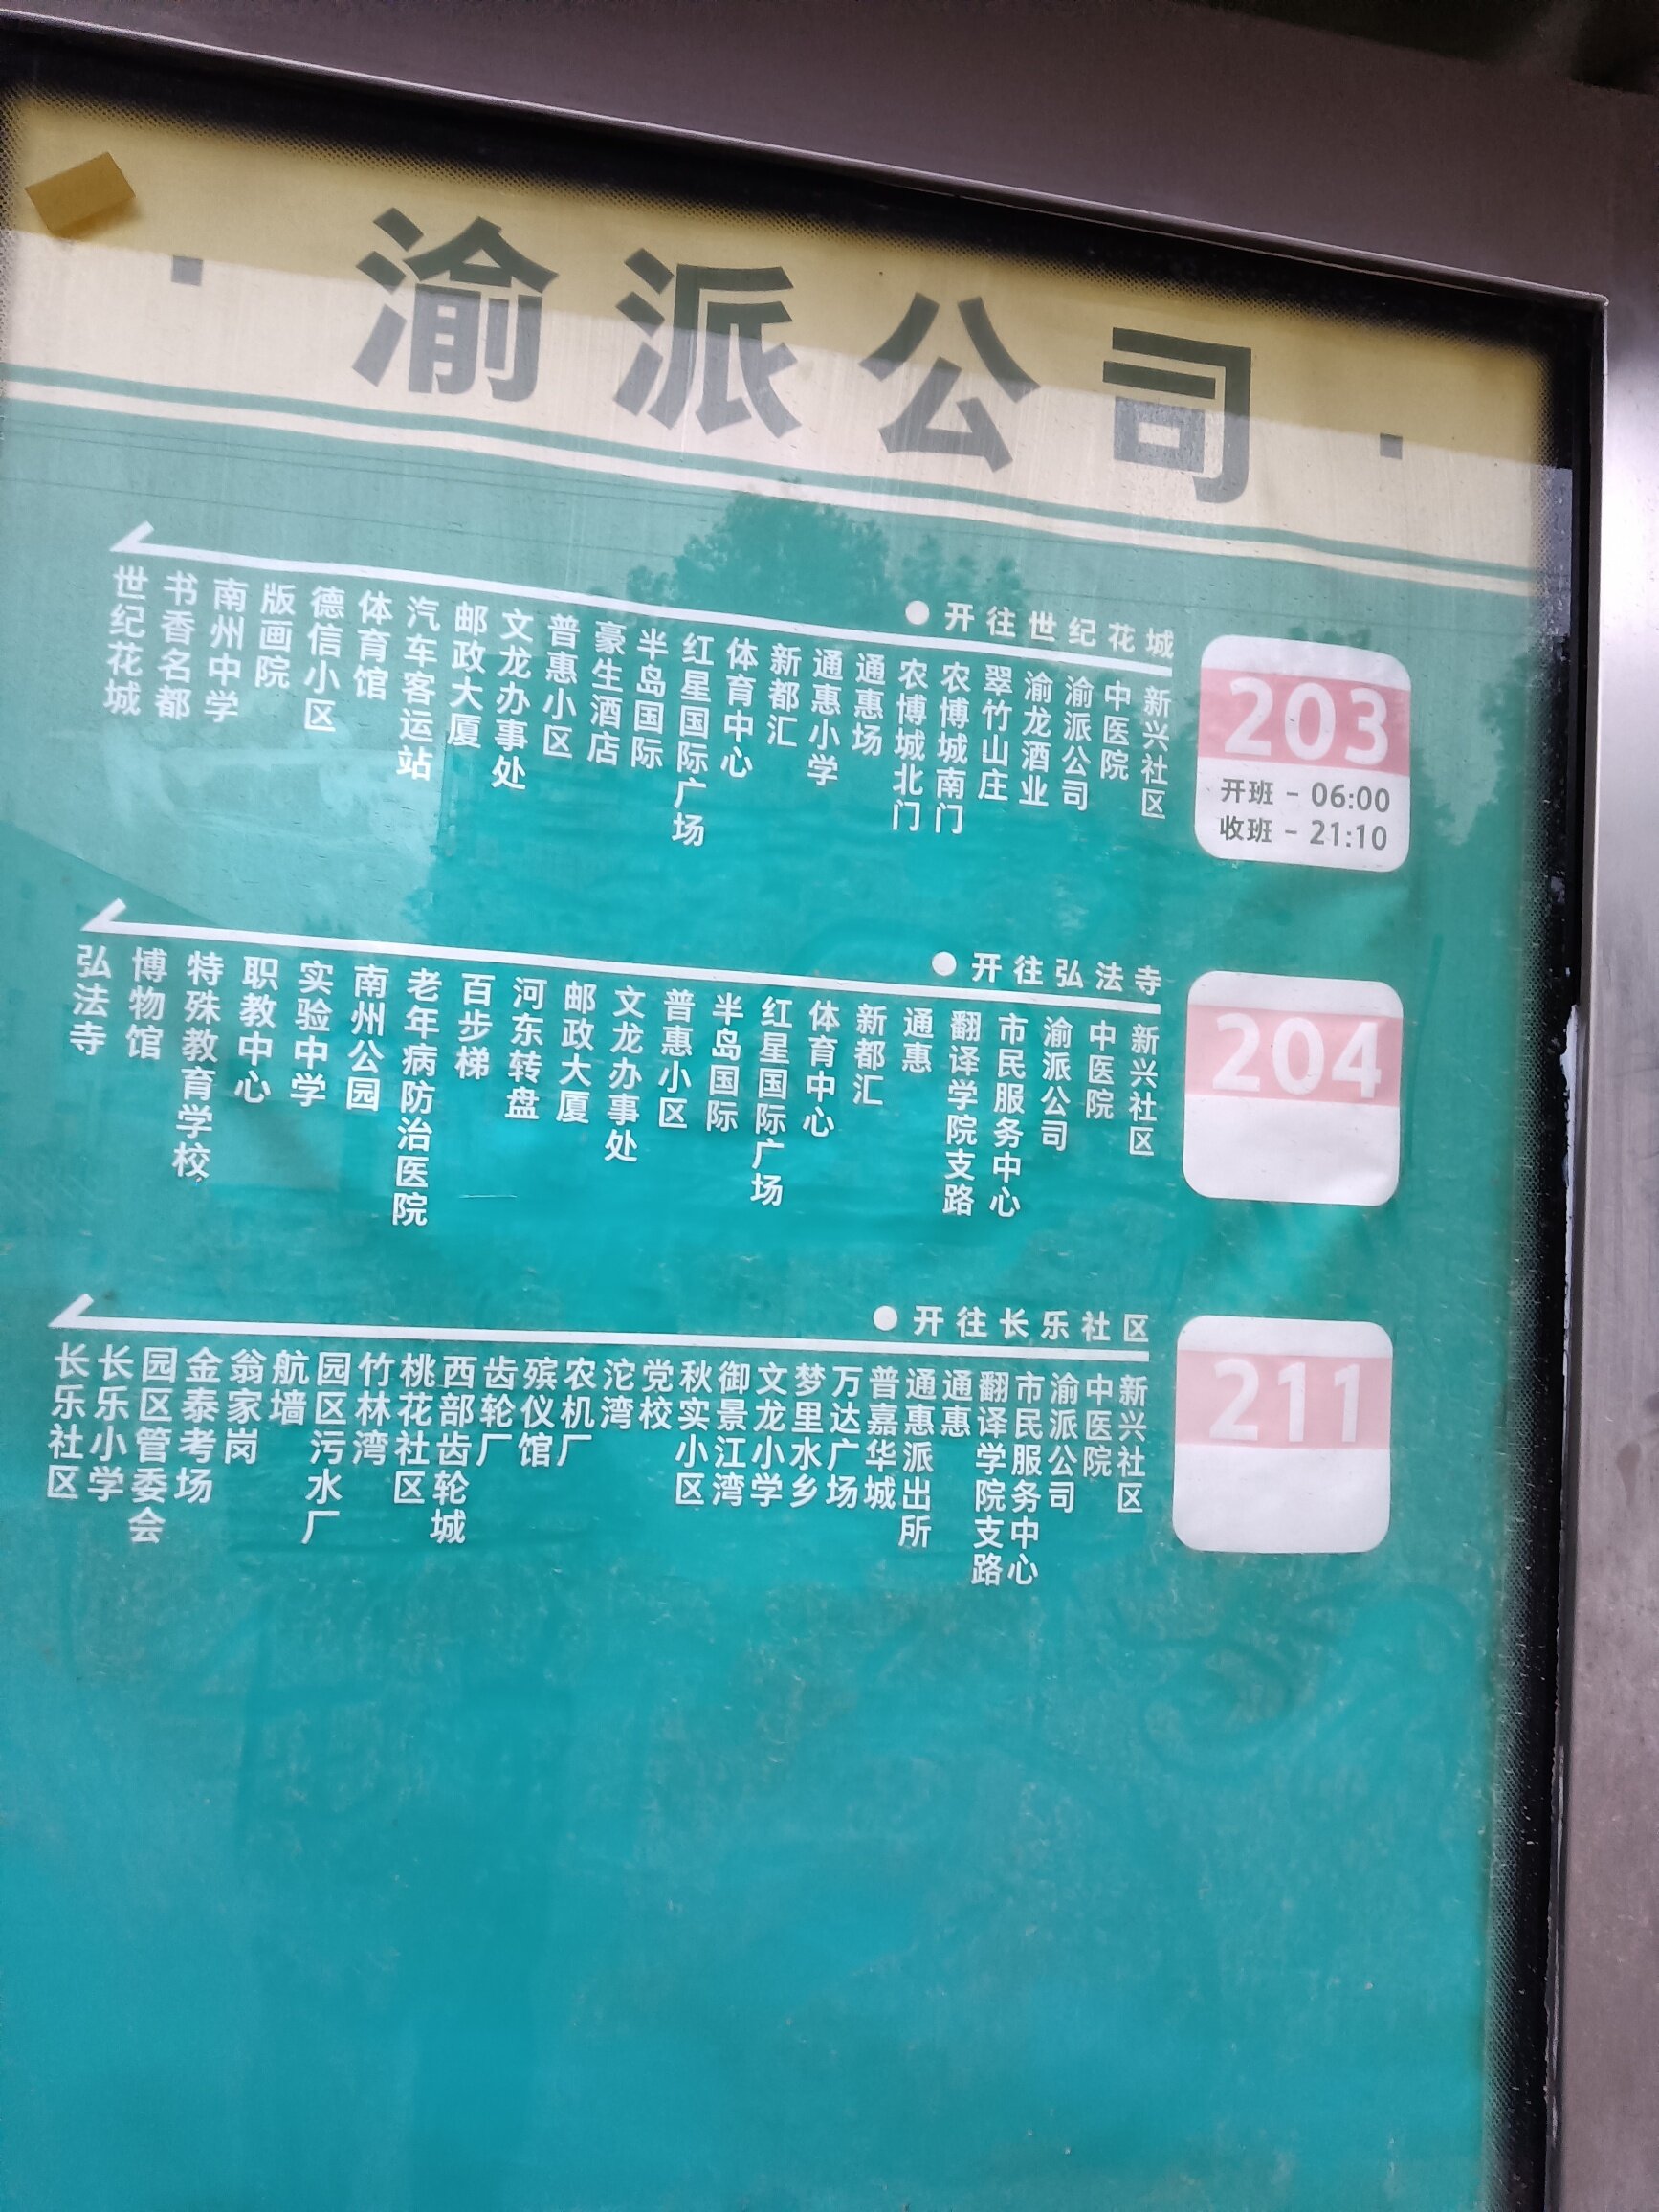 渝派公司
203
开班 - 06:00
收班 - 21:10
开往世纪花城
新兴社区
中医院
渝派公司
渝龙酒业
翠竹山庄
农博城南门
农博城北门
通惠场
通惠小学
新都汇
体育中心
红星国际广场
半岛国际
豪生酒店
普惠小区
文龙办事处
邮政大厦
汽车客运站
体育馆
德信小区
版画院
南州中学
书香名都
世纪花城
204
开往弘法寺
新兴社区
中医院
渝派公司
市民服务中心
翻译学院支路
通惠
新都汇
体育中心
红星国际广场
半岛国际
普惠小区
文龙办事处
邮政大厦
河东转盘
百步梯
老年病防治医院
南州公园
实验中学
职教中心
特殊教育学校
博物馆
弘法寺
211
开往长乐社区
新兴社区
中医院
渝派公司
市民服务中心
翻译学院支路
通惠
通惠派出所
普嘉华城
万达广场
梦里水乡
文龙小学
御景江湾
秋实小区
党校
沱湾
农机厂
殡仪馆
齿轮厂
西部齿轮城
桃花社区
竹林湾
园区污水厂
航墙
翁家岗
金泰考场
园区管委会
长乐小学
长乐社区